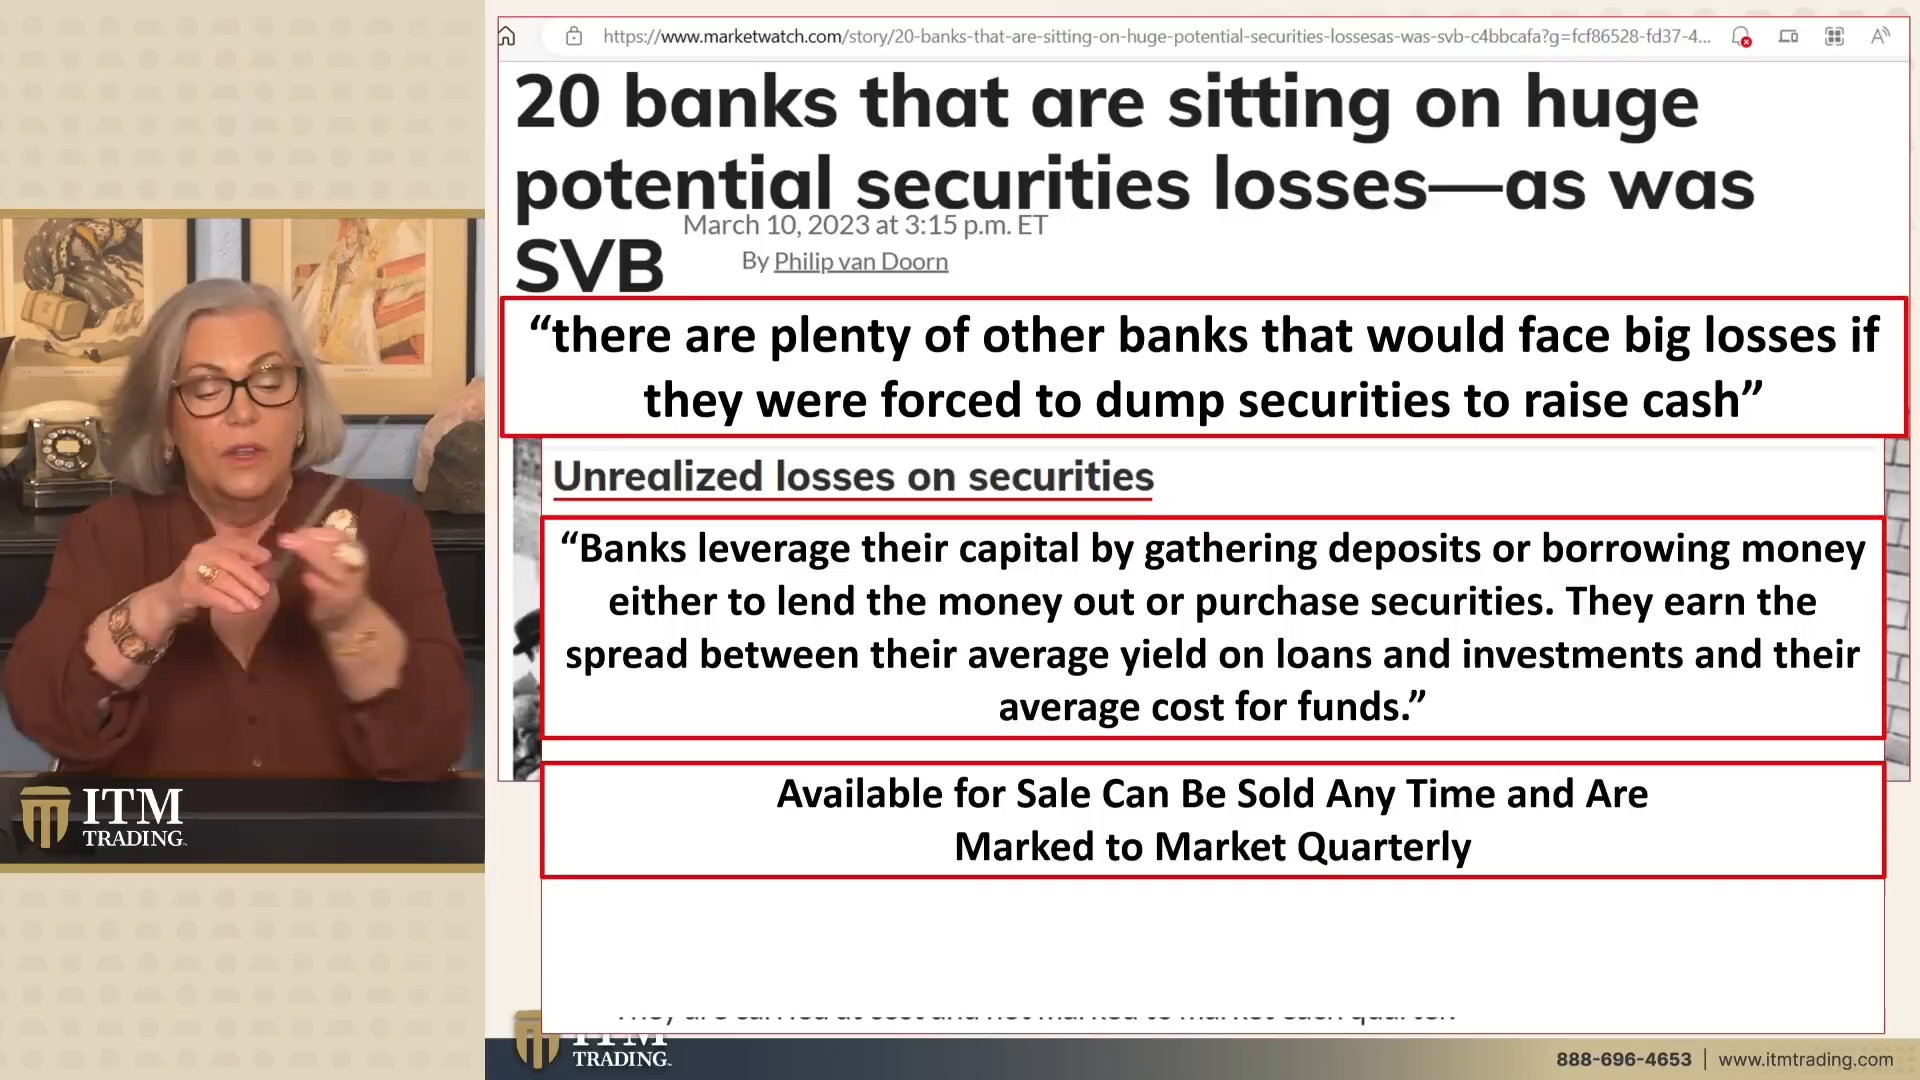 https://www.marketwatch.com/story/20-banks-that-are-sitting-on-huge-potential-securities-lossesas-was-svb-c4bbcafa?g=fcf86528-fd37-4...
20 banks that are sitting on huge
potential securities losses—as was
SVB
March 10, 2023 at 3:15 p.m. ET
By Philip van Doorn
“there are plenty of other banks that would face big losses if
they were forced to dump securities to raise cash”
Unrealized losses on securities
“Banks leverage their capital by gathering deposits or borrowing money
either to lend the money out or purchase securities. They earn the
spread between their average yield on loans and investments and their
average cost for funds.”
Available for Sale Can Be Sold Any Time and Are
Marked to Market Quarterly
ITM
TRADING
ITM
TRADING
888-696-4653 | www.itmtrading.com